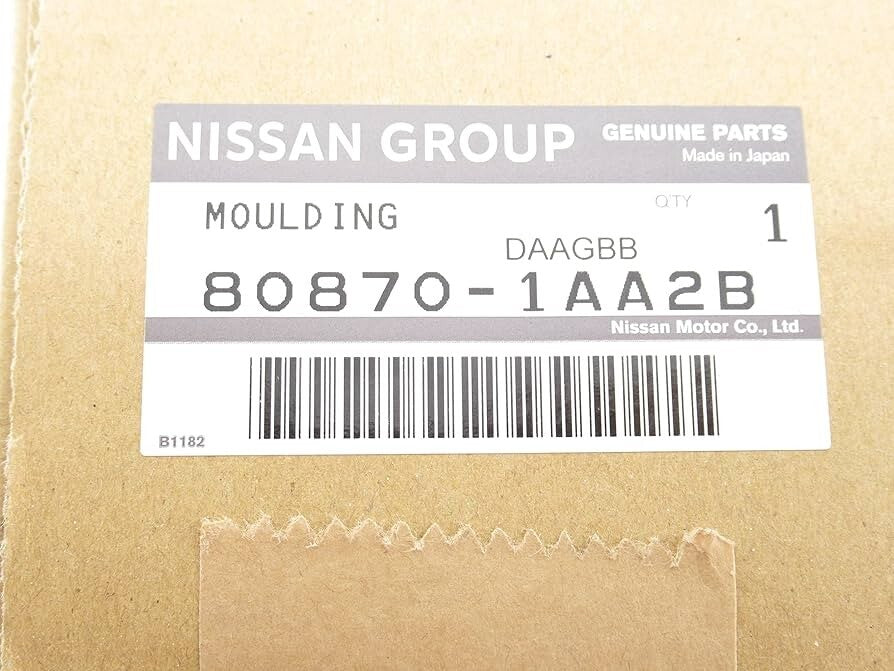 NISSAN GROUP GENUINE PARTS
Made in Japan
MOULDING QTY 1
DAAGBB
80870-1AA2B
Nissan Motor Co., Ltd.
B1182